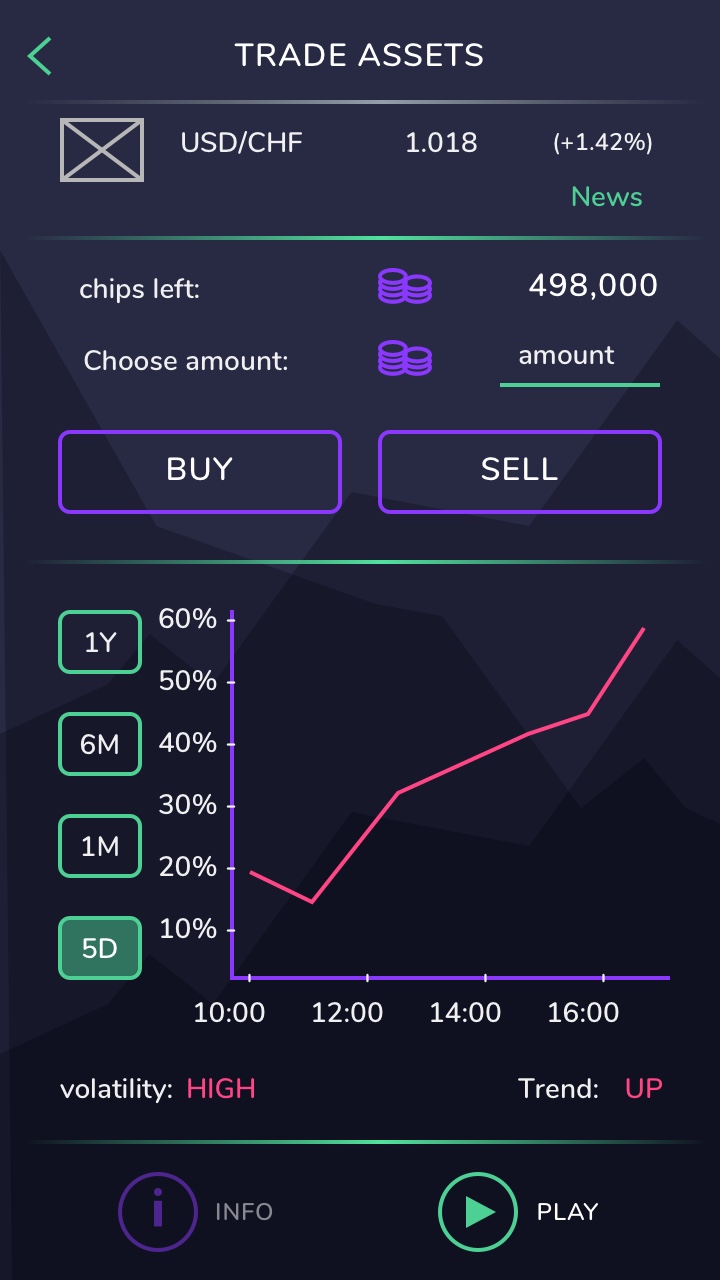 TRADE ASSETS
USD/CHF 1.018 (+1.42%)
News
chips left: 498,000
Choose amount: amount
BUY SELL
60%
1Y
50%
6M 40%
30%
1M
20%
10%
5D
10:00 12:00 14:00 16:00
volatility: HIGH Trend: UP
i INFO PLAY